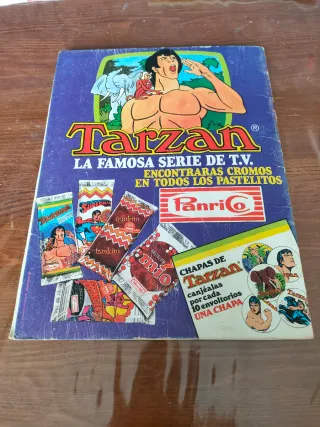 Tarzan®
LA FAMOSA SERIE DE T.V.
ENCONTRARAS CROMOS
EN TODOS LOS PASTELITOS
PanriCo
CHAPAS DE
Tarzan
canjéalas
por cada
10 envoltorios
UNA CHAPA